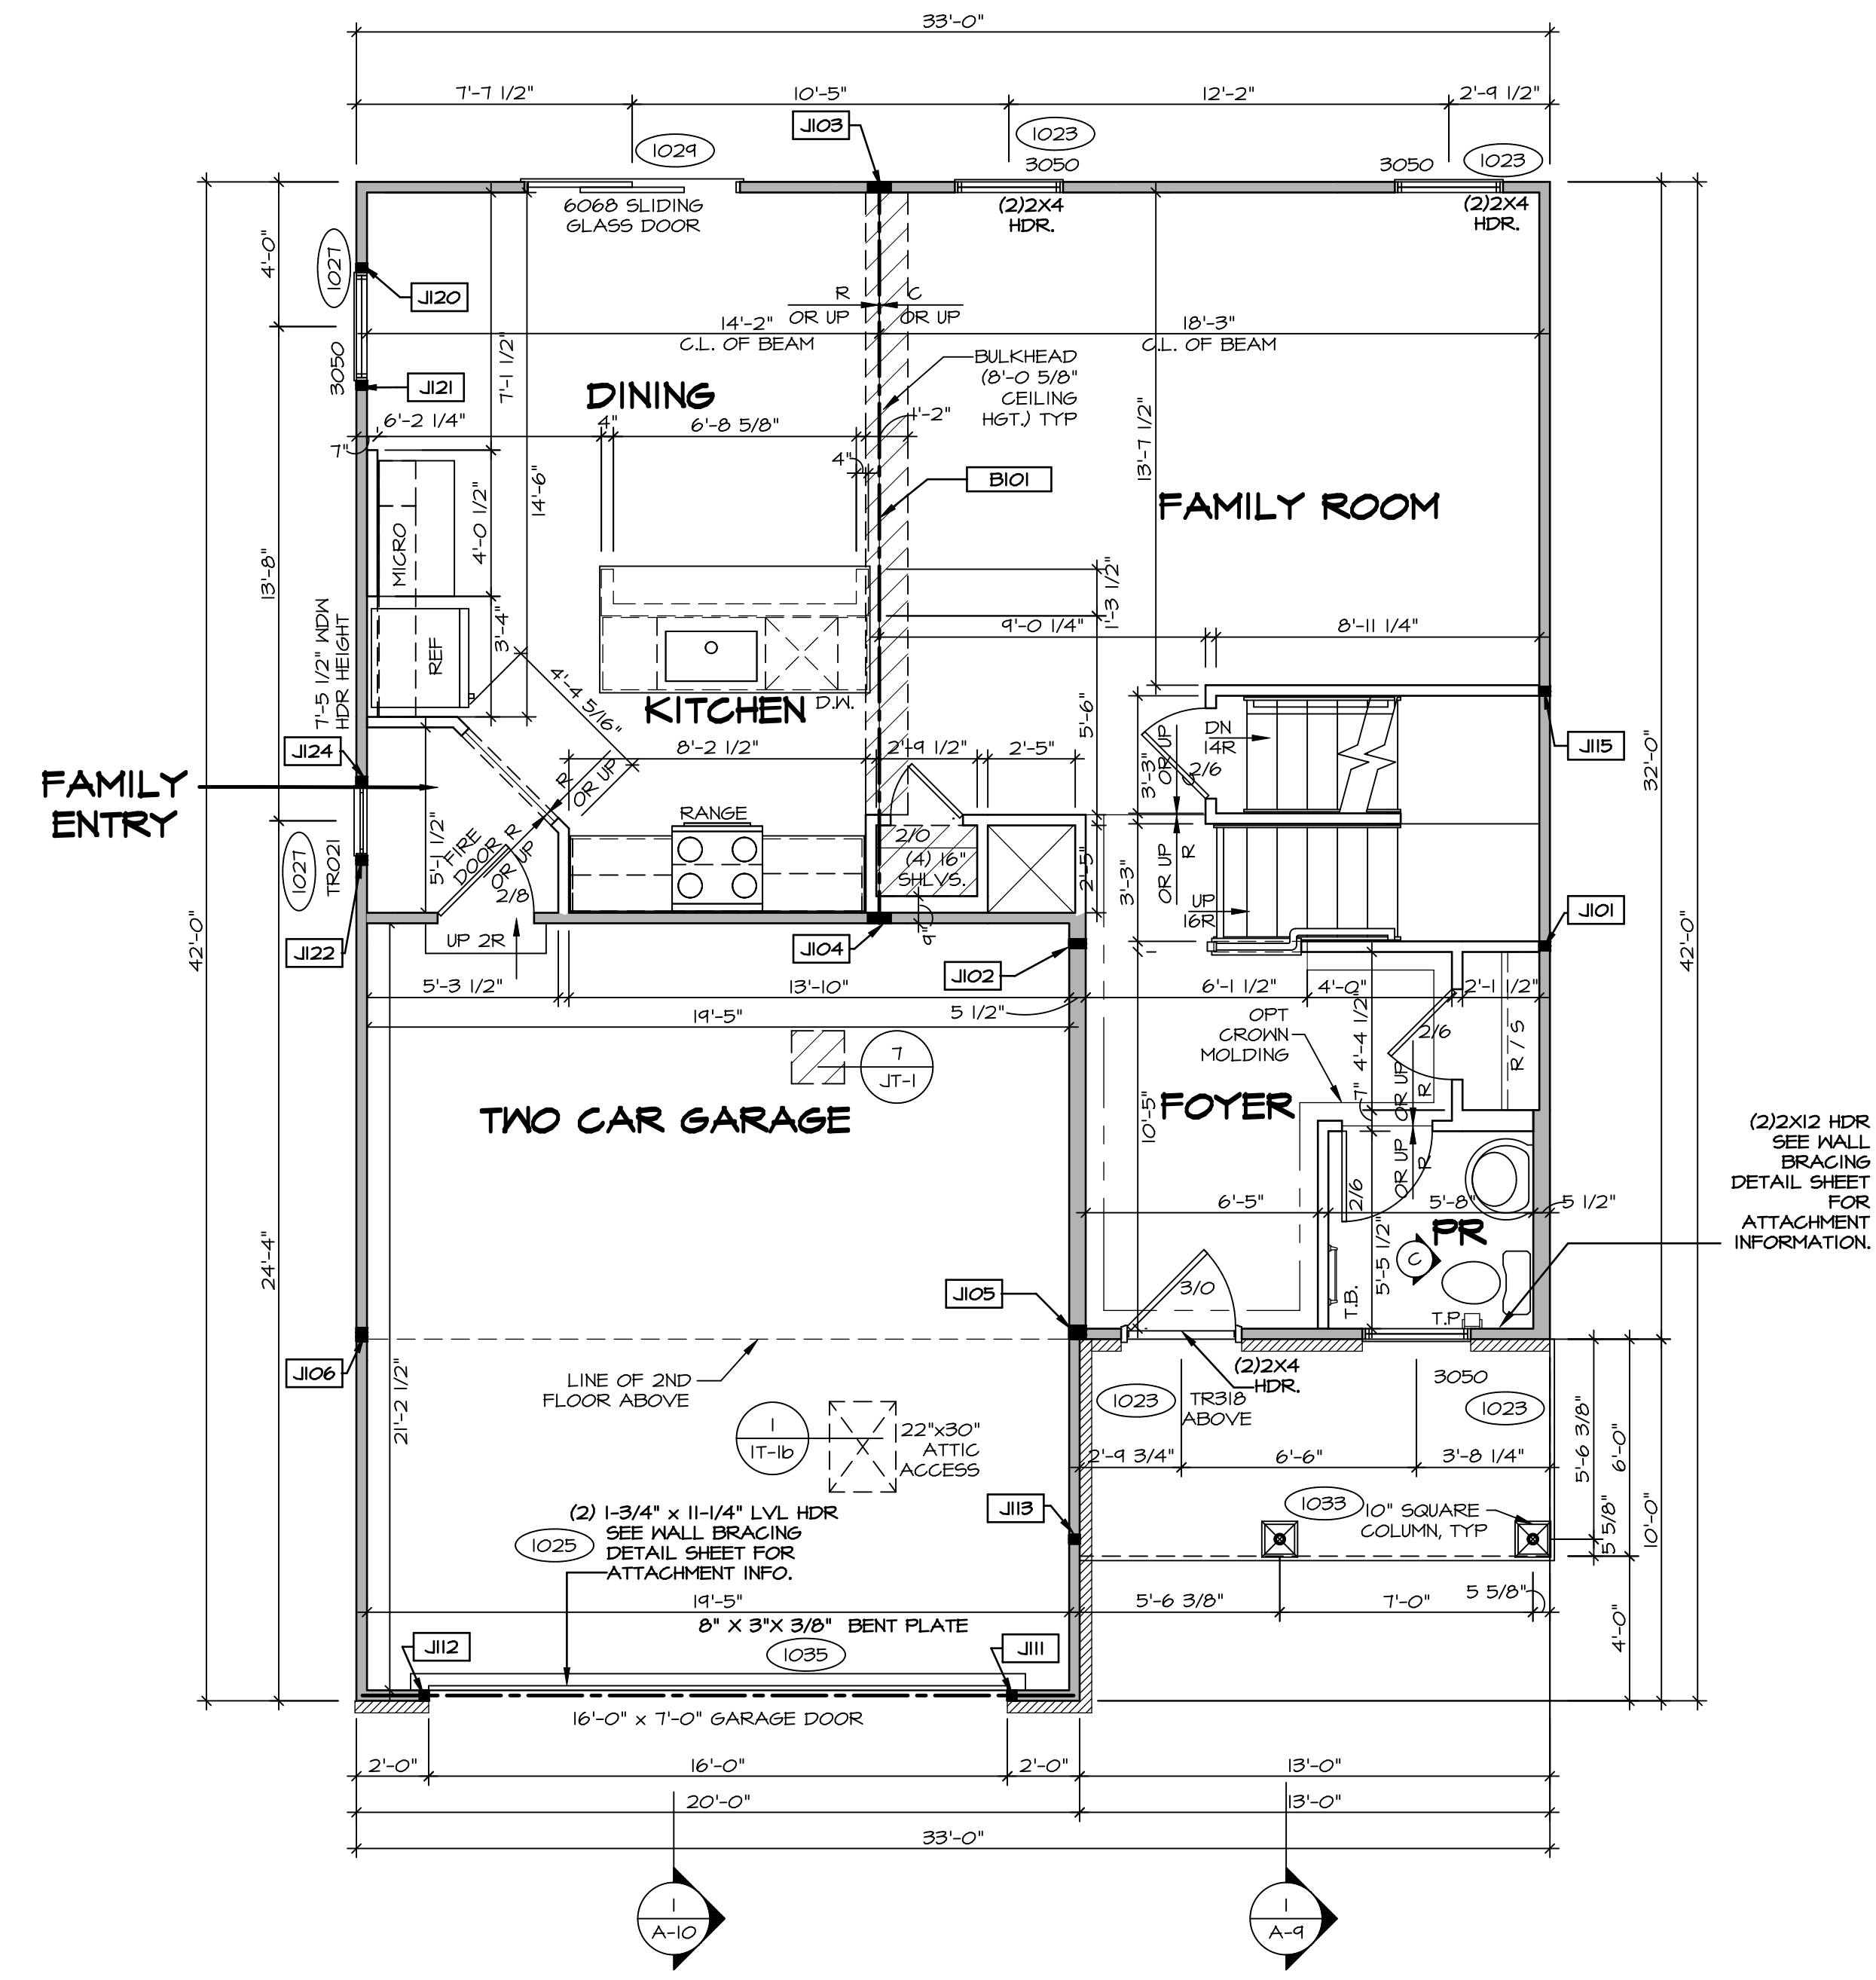 33'-0"
7'-7 1/2"
10'-5"
12'-2"
2'-9 1/2"
J103
1029
1023
3050
3050
1023
6068 SLIDING
GLASS DOOR
(2)2X4
HDR.
(2)2X4
HDR.
4'-0"
1027
J120
R
OR UP
C
OR UP
14'-2"
C.L. OF BEAM
18'-3"
C.L. OF BEAM
3050
J121
7'-1 1/2"
DINING
BULKHEAD
(8'-0 5/8"
CEILING
HGT.) TYP
6'-2 1/4"
4"
6'-8 5/8"
1'-2"
7"
4"
13'-7 1/2"
B101
FAMILY ROOM
14'-6"
4'-0 1/2"
MICRO
13'-8"
7'-5 1/2" WDW
HDR HEIGHT
REF
3'-4"
1'-3 1/2"
9'-0 1/4"
8'-11 1/4"
4'-4 5/16"
KITCHEN
D.W.
5'-6"
8'-2 1/2"
2'-9 1/2"
2'-5"
DN
14R
2/6
3'-3"
OR UP
J115
32'-0"
J124
FAMILY
ENTRY
R
OR UP
RANGE
5'-1 1/2"
FIRE
DOOR R
OR UP
2/8
2/0
(4) 16"
SHLVS.
2'-5"
3'-3"
OR UP
R
UP
16R
J101
1027
TR021
42'-0"
42'-0"
J122
UP 2R
J104
9"
J102
5'-3 1/2"
13'-10"
5 1/2"
6'-1 1/2"
4'-0"
2'-1 1/2"
19'-5"
OPT
CROWN
MOLDING
4'-4 1/2"
2/6
R / S
7
JT-1
TWO CAR GARAGE
FOYER
10'-5"
7"
OR UP
R
OR UP
R
(2)2X12 HDR
SEE WALL
BRACING
DETAIL SHEET
FOR
ATTACHMENT
INFORMATION.
6'-5"
2/6
5'-8"
5 1/2"
PR
C
5'-5 1/2"
24'-4"
J105
3/0
T.B.
T.P.
J106
LINE OF 2ND
FLOOR ABOVE
(2)2X4
HDR.
TR318
ABOVE
1023
3050
1023
21'-2 1/2"
1
1T-1b
22"x30"
ATTIC
ACCESS
2'-9 3/4"
6'-6"
3'-8 1/4"
5'-6 3/8"
6'-0"
(2) 1-3/4" x 11-1/4" LVL HDR
SEE WALL BRACING
DETAIL SHEET FOR
ATTACHMENT INFO.
1025
J113
1033
10" SQUARE
COLUMN, TYP
5 5/8"
10'-0"
19'-5"
5'-6 3/8"
7'-0"
5 5/8"
4'-0"
8" X 3"X 3/8" BENT PLATE
J112
1035
J111
16'-0" x 7'-0" GARAGE DOOR
2'-0"
16'-0"
2'-0"
13'-0"
20'-0"
13'-0"
33'-0"
1
A-10
1
A-9